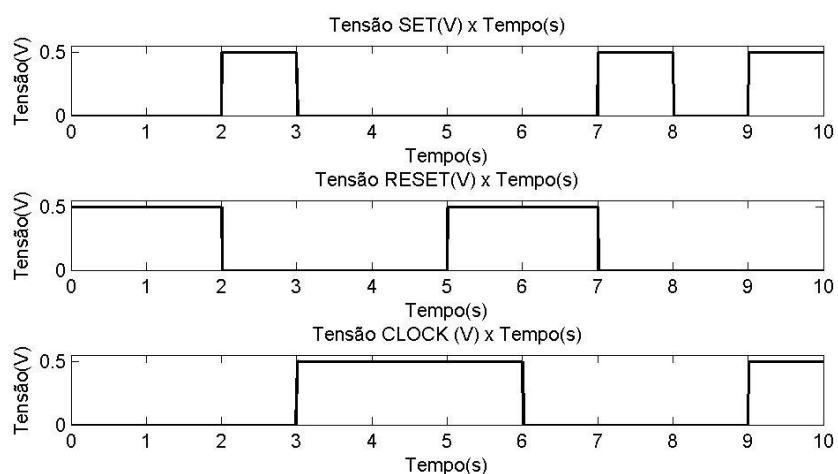 Tensão SET(V) x Tempo(s)
Tensão(V)
0.5
0
0 1 2 3 4 5 6 7 8 9 10
Tempo(s)
Tensão RESET(V) x Tempo(s)
Tensão(V)
0.5
0
0 1 2 3 4 5 6 7 8 9 10
Tempo(s)
Tensão CLOCK (V) x Tempo(s)
Tensão(V)
0.5
0
0 1 2 3 4 5 6 7 8 9 10
Tempo(s)